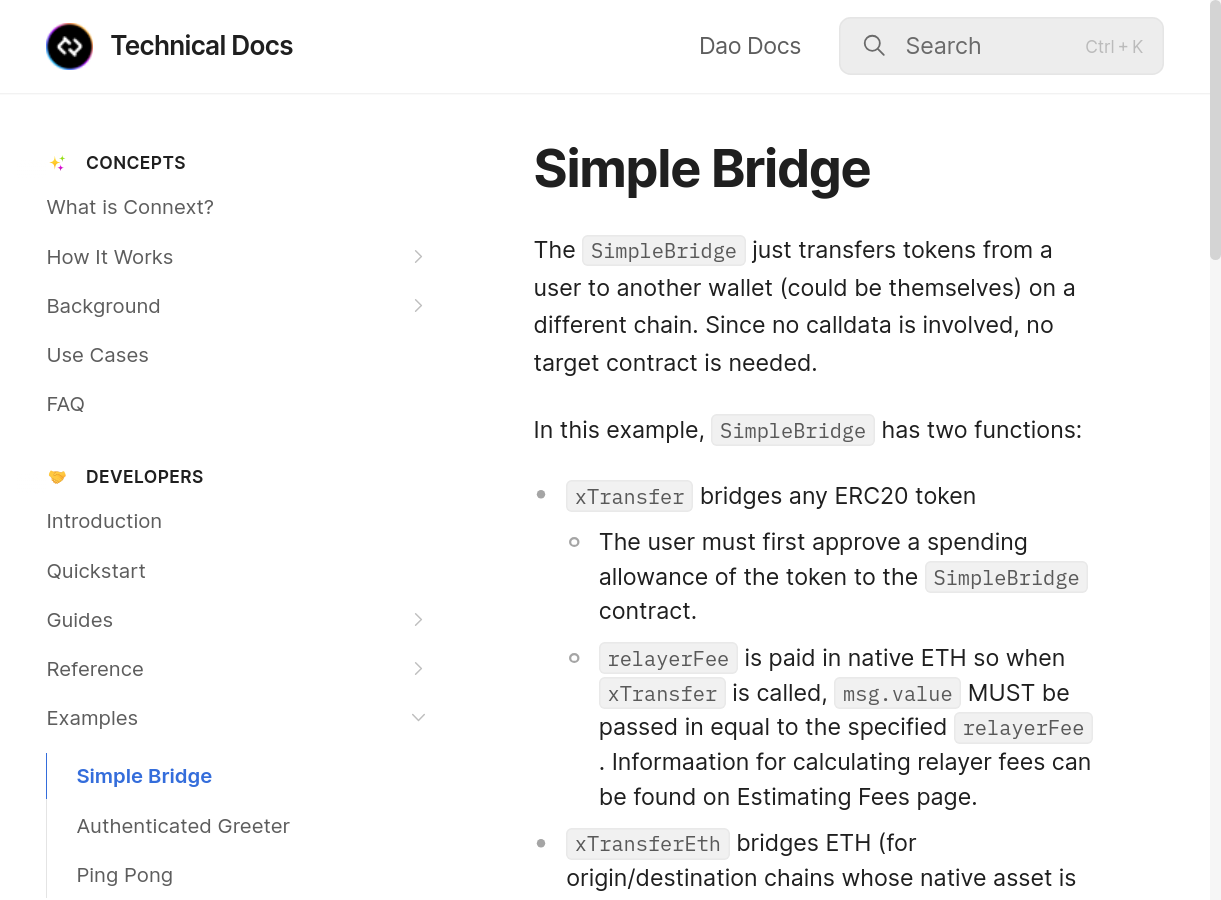 Technical Docs
Dao Docs
Search
Ctrl + K
CONCEPTS
What is Connext?
How It Works
Background
Use Cases
FAQ
DEVELOPERS
Introduction
Quickstart
Guides
Reference
Examples
Simple Bridge
Authenticated Greeter
Ping Pong
Simple Bridge
The SimpleBridge just transfers tokens from a
user to another wallet (could be themselves) on a
different chain. Since no calldata is involved, no
target contract is needed.
In this example, SimpleBridge has two functions:
xTransfer bridges any ERC20 token
The user must first approve a spending
allowance of the token to the SimpleBridge
contract.
relayerFee is paid in native ETH so when
xTransfer is called, msg.value MUST be
passed in equal to the specified relayerFee
. Informaation for calculating relayer fees can
be found on Estimating Fees page.
xTransferEth bridges ETH (for
origin/destination chains whose native asset is